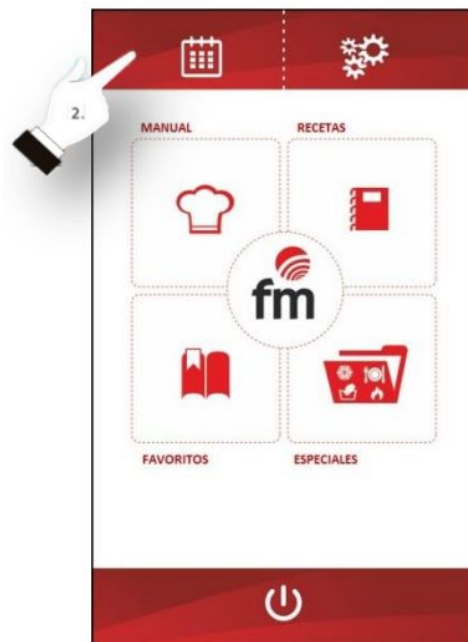 2.
MANUAL
RECETAS
fm
FAVORITOS
ESPECIALES